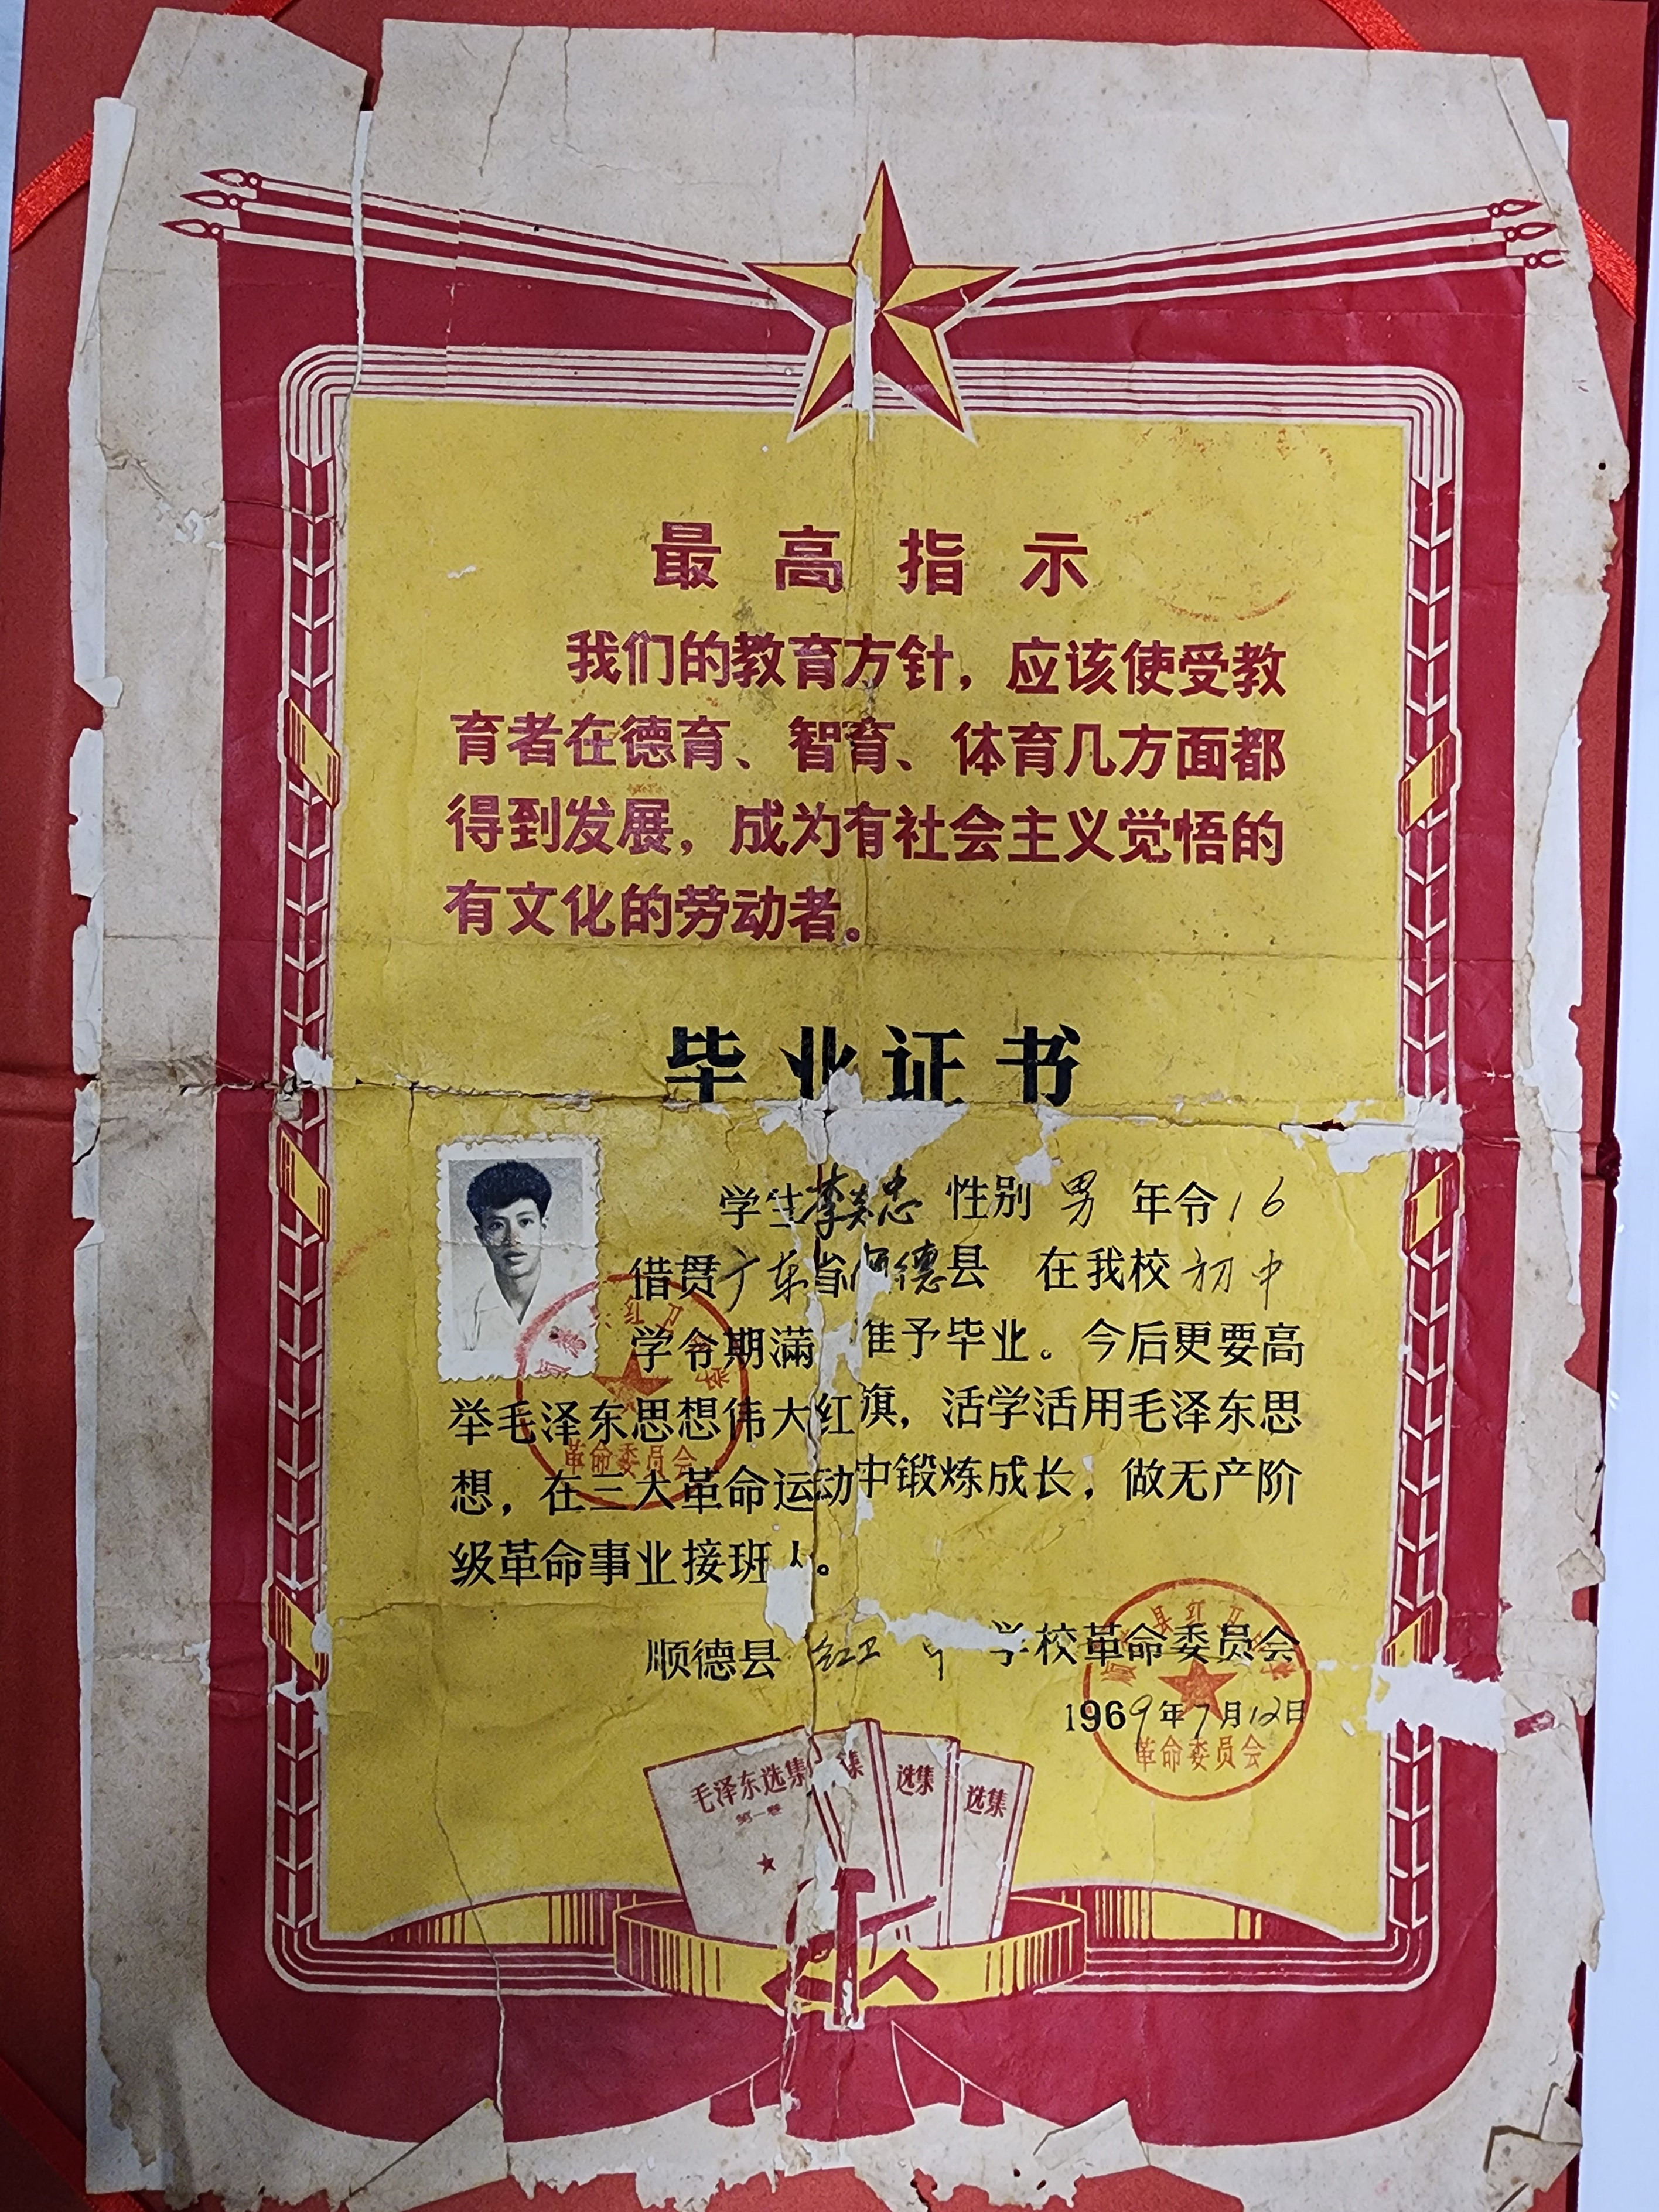 最高指示
我们的教育方针，应该使受教
育者在德育、智育、体育几方面都
得到发展，成为有社会主义觉悟的
有文化的劳动者。
毕业证书
学生李 忠 性别 男 年令16
借贯广东省 德县 在我校 初中
学令期满 准予毕业。今后更要高
举毛泽东思想伟大红旗，活学活用毛泽东思
想，在三大革命运动中锻炼成长，做无产阶
级革命事业接班人。
革命委员会
顺德县 红卫 学校革命委员会
1969年7月12日
革命委员会
毛泽东选集 集 选集 选集
第一卷